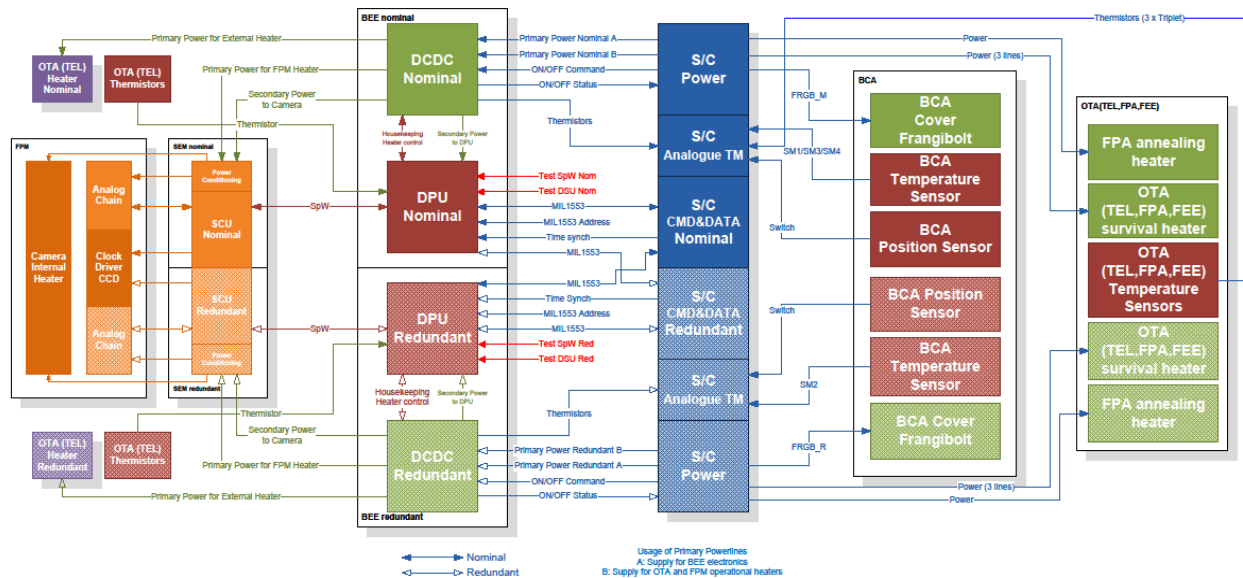 BEE nominal
Thermistors (3 x Triplet)
Primary Power for External Heater
OTA (TEL)
Heater
Nominal
OTA (TEL)
Thermistors
Primary Power for FPM Heater
Secondary Power
to Camera
Thermistor
DCDC
Nominal
Primary Power Nominal A
Primary Power Nominal B
ON/OFF Command
ON/OFF Status
Thermistors
S/C
Power
Power
Power (3 lines)
FRGB_M
BCA
BCA
Cover
Frangibolt
OTA(TEL,FPA,FEE)
FPA annealing
heater
Housekeeping
Heater control
Secondary Power
to DPU
S/C
Analogue TM
SM1/SM3/SM4
BCA
Temperature
Sensor
FPM
SEM nominal
Power
Conditioning
Analog
Chain
SCU
Nominal
SpW
DPU
Nominal
Test SpW Nom
Test DSU Nom
MIL1553
MIL1553 Address
Time synch
MIL1553
S/C
CMD&DATA
Nominal
Switch
BCA
Position Sensor
OTA
(TEL,FPA,FEE)
survival heater
Camera
Internal
Heater
Clock
Driver
CCD
OTA
(TEL,FPA,FEE)
Temperature
Sensors
SCU
Redundant
SpW
DPU
Redundant
MIL1553
Time Synch
MIL1553 Address
MIL1553
Test SpW Red
Test DSU Red
S/C
CMD&DATA
Redundant
Switch
BCA Position
Sensor
Analog
Chain
Power
Conditioning
SEM redundant
OTA
(TEL,FPA,FEE)
survival heater
Housekeeping
Heater control
Secondary Power
to DPU
S/C
Analogue TM
SM2
BCA
Temperature
Sensor
FPA annealing
heater
Thermistor
Thermistors
Secondary Power
to Camera
OTA (TEL)
Heater
Redundant
OTA (TEL)
Thermistors
Primary Power for FPM Heater
Primary Power for External Heater
DCDC
Redundant
Primary Power Redundant B
Primary Power Redundant A
ON/OFF Command
ON/OFF Status
S/C
Power
FRGB_R
BCA Cover
Frangibolt
Power (3 lines)
Power
BEE redundant
Nominal
Redundant
Usage of Primary Powerlines
A: Supply for BEE electronics
B: Supply for OTA and FPM operational heaters